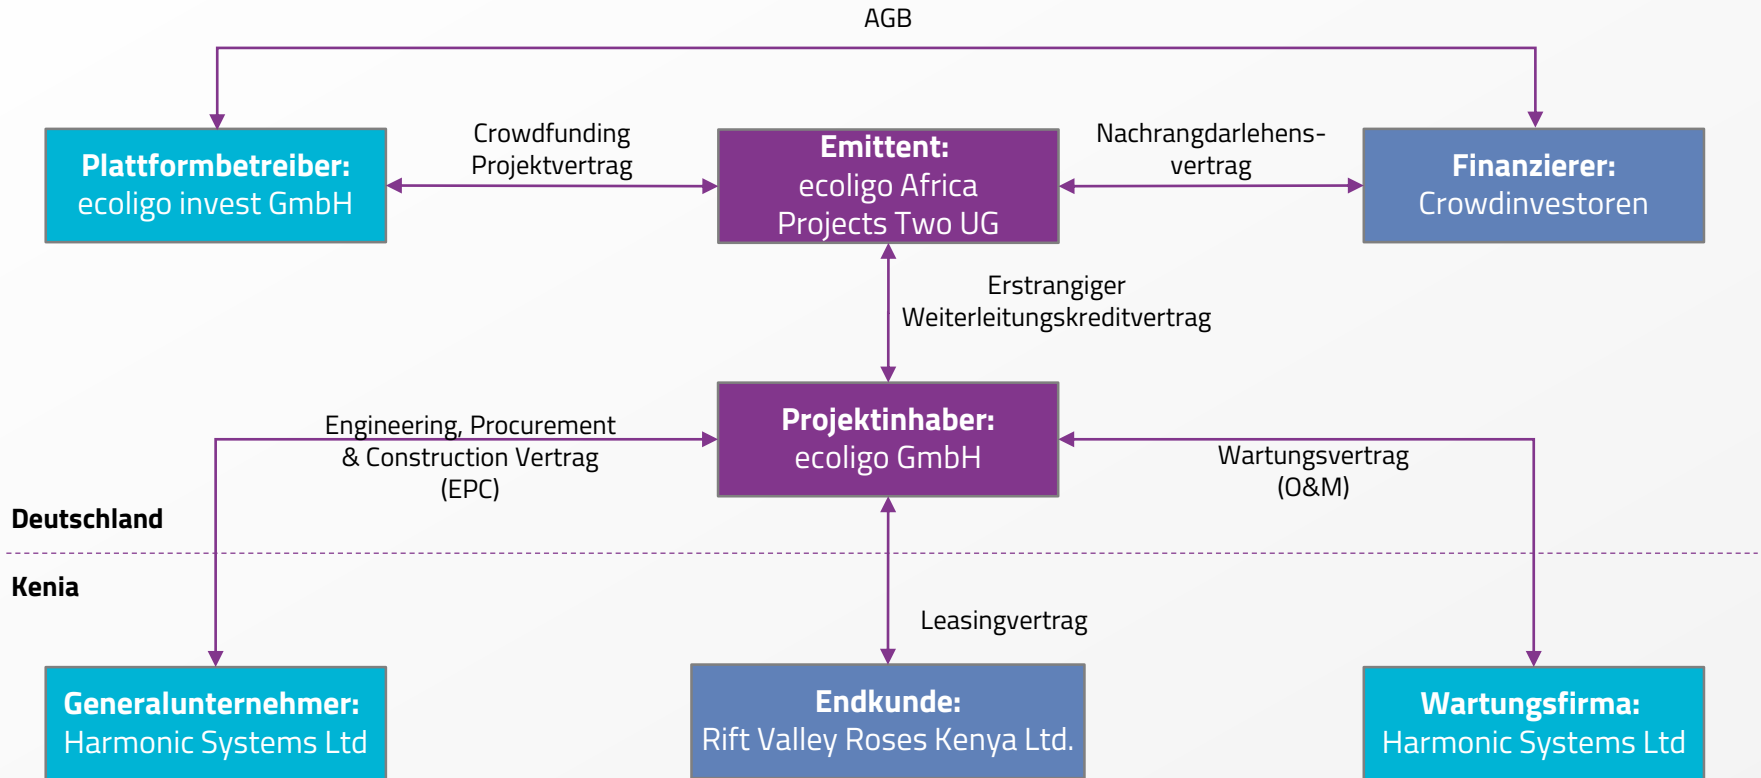 AGB
Plattformbetreiber:
ecoligo invest GmbH
Crowdfunding
Projektvertrag
Emittent:
ecoligo Africa
Projects Two UG
Nachrangdarlehens-
vertrag
Finanzierer:
Crowdinvestoren
Erstrangiger
Weiterleitungskreditvertrag
Engineering, Procurement
& Construction Vertrag
(EPC)
Projektinhaber:
ecoligo GmbH
Wartungsvertrag
(O&M)
Deutschland
Kenia
Leasingvertrag
Generalunternehmer:
Harmonic Systems Ltd
Endkunde:
Rift Valley Roses Kenya Ltd.
Wartungsfirma:
Harmonic Systems Ltd